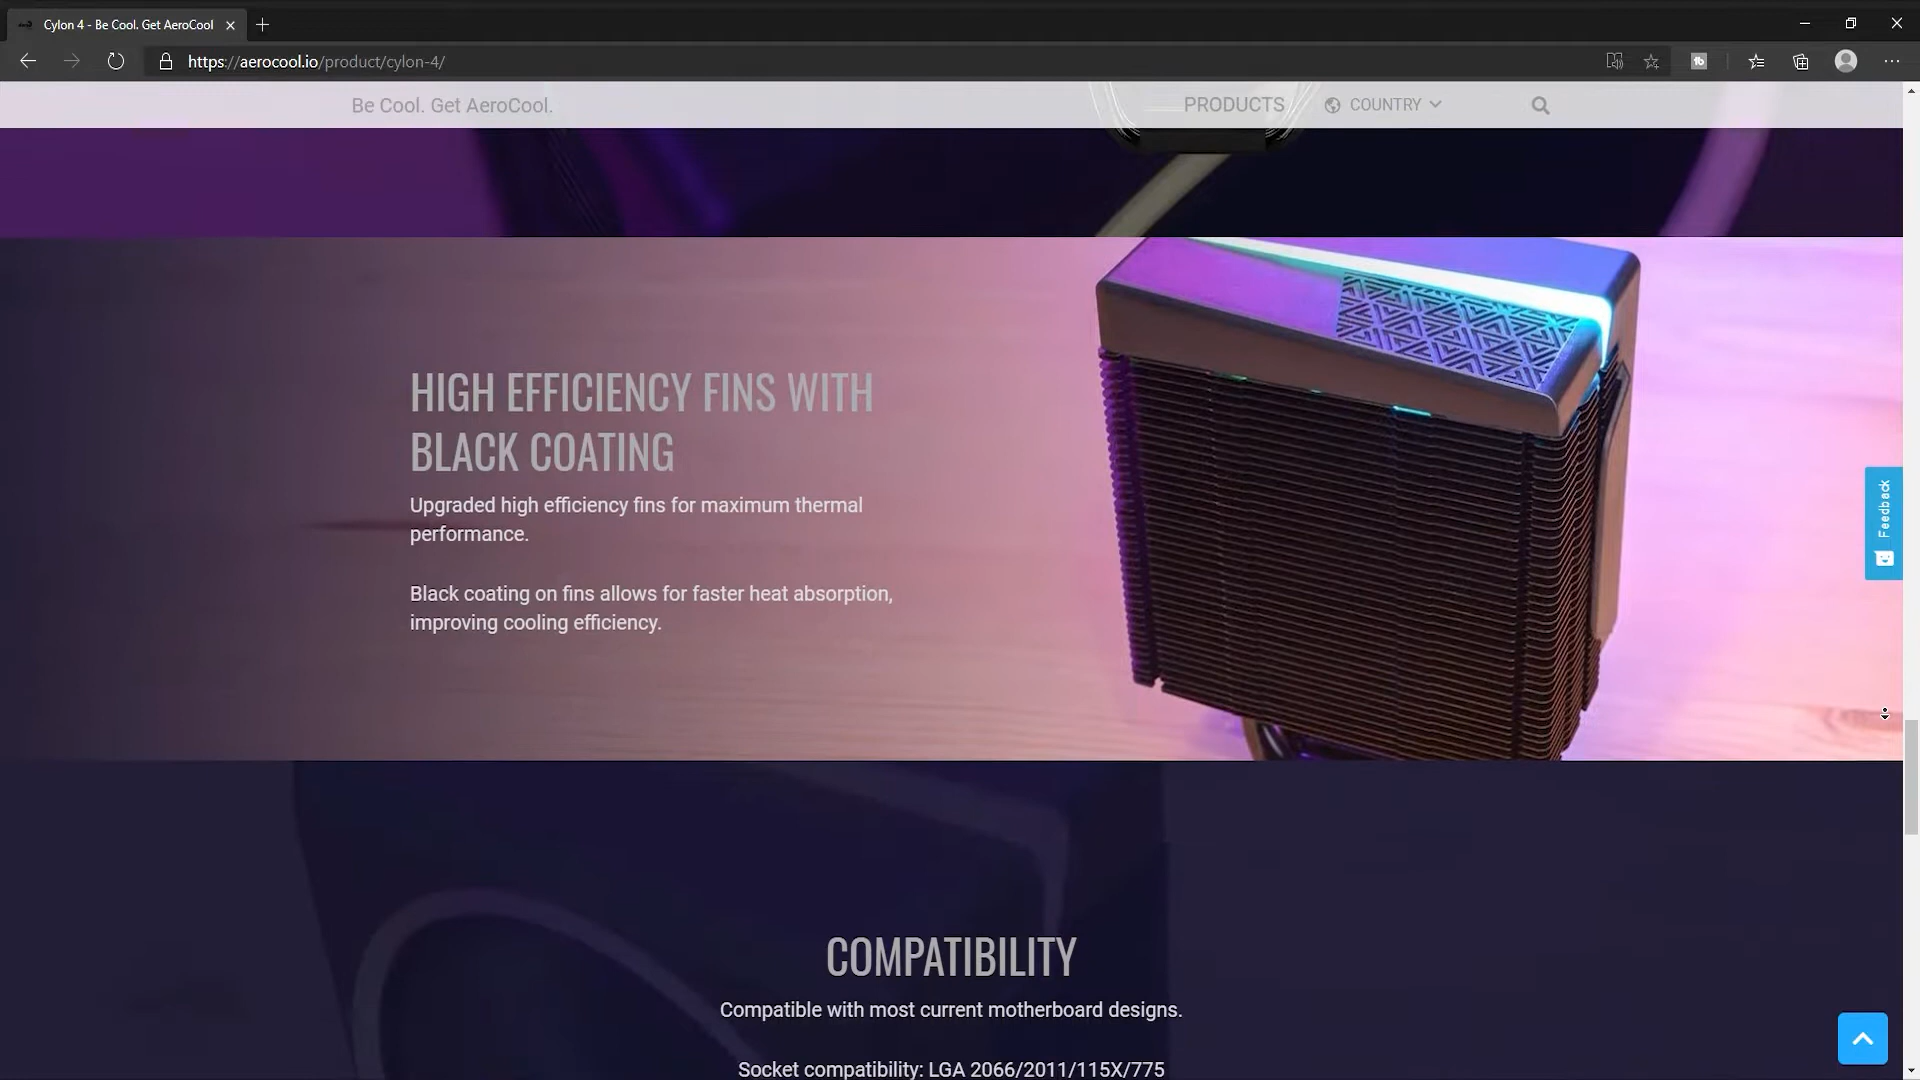 Cylon 4 - Be Cool. Get AeroCool
https://aerocool.io/product/cylon-4/
Be Cool. Get AeroCool.
PRODUCTS
COUNTRY
HIGH EFFICIENCY FINS WITH
BLACK COATING
Upgraded high efficiency fins for maximum thermal
performance.
Black coating on fins allows for faster heat absorption,
improving cooling efficiency.
Feedback
COMPATIBILITY
Compatible with most current motherboard designs.
Socket compatibility: LGA 2066/2011/115X/775